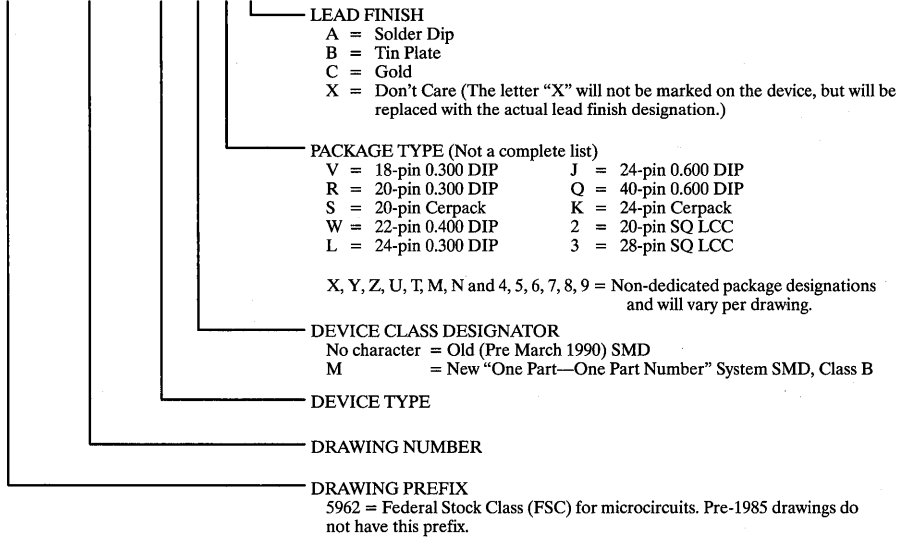 LEAD FINISH
A = Solder Dip
B = Tin Plate
C = Gold
X = Don't Care (The letter “X” will not be marked on the device, but will be
replaced with the actual lead finish designation.)
PACKAGE TYPE (Not a complete list)
V = 18-pin 0.300 DIP J = 24-pin 0.600 DIP
R = 20-pin 0.300 DIP Q = 40-pin 0.600 DIP
S = 20-pin Cerpack K = 24-pin Cerpack
W = 22-pin 0.400 DIP 2 = 20-pin SQ LCC
L = 24-pin 0.300 DIP 3 = 28-pin SQ LCC
X, Y, Z, U, T, M, N and 4, 5, 6, 7, 8, 9 = Non-dedicated package designations
and will vary per drawing.
DEVICE CLASS DESIGNATOR
No character = Old (Pre March 1990) SMD
M = New “One Part—One Part Number” System SMD, Class B
DEVICE TYPE
DRAWING NUMBER
DRAWING PREFIX
5962 = Federal Stock Class (FSC) for microcircuits. Pre-1985 drawings do
not have this prefix.